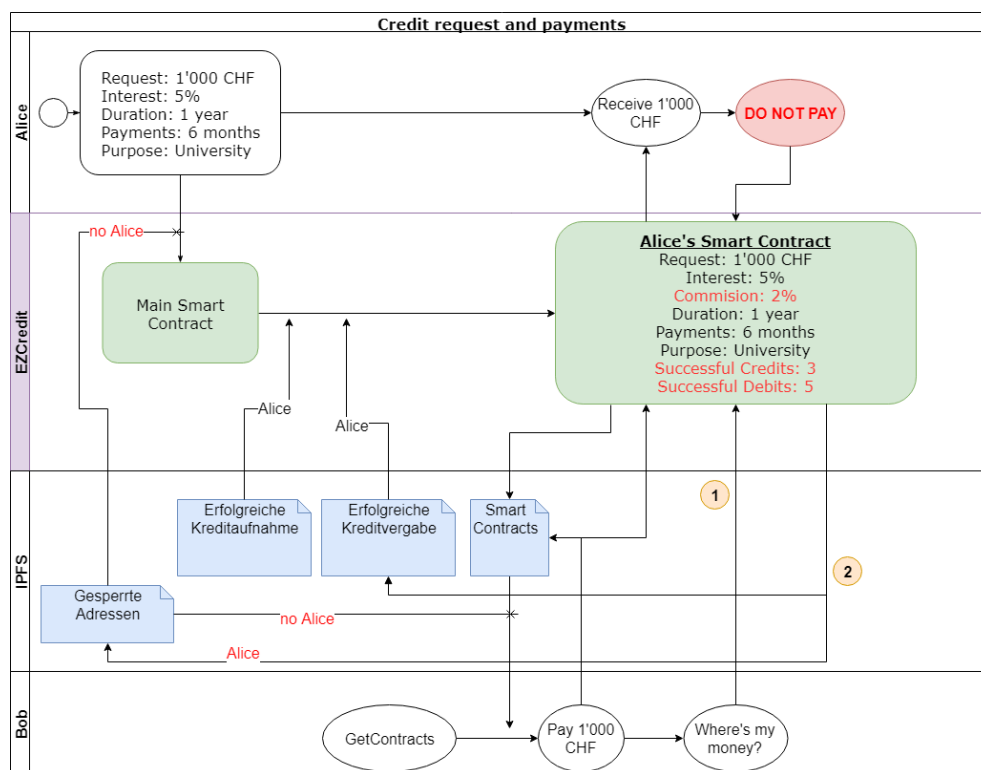 Credit request and payments
Alice
Request: 1'000 CHF
Interest: 5%
Duration: 1 year
Payments: 6 months
Purpose: University
Receive 1'000
CHF
DO NOT PAY
EZCredit
no Alice
Main Smart
Contract
Alice's Smart Contract
Request: 1'000 CHF
Interest: 5%
Commision: 2%
Duration: 1 year
Payments: 6 months
Purpose: University
Successful Credits: 3
Successful Debits: 5
Alice
Alice
IPFS
Erfolgreiche
Kreditaufnahme
Erfolgreiche
Kreditvergabe
Smart
Contracts
1
2
Gesperrte
Adressen
no Alice
Alice
Bob
GetContracts
Pay 1'000
CHF
Where's my
money?